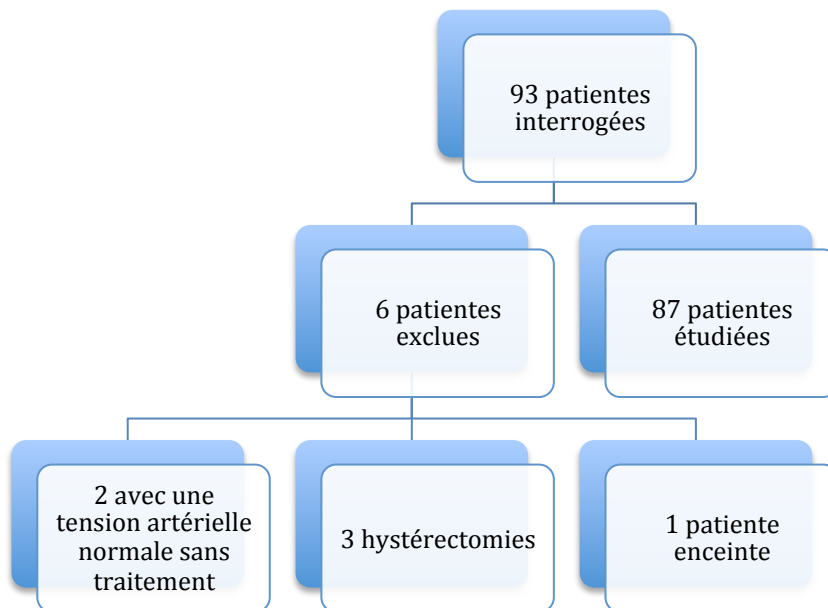 93 patientes
interrogées
6 patientes
exclues
87 patientes
étudiées
2 avec une
tension artérielle
normale sans
traitement
3 hystérectomies
1 patiente
enceinte